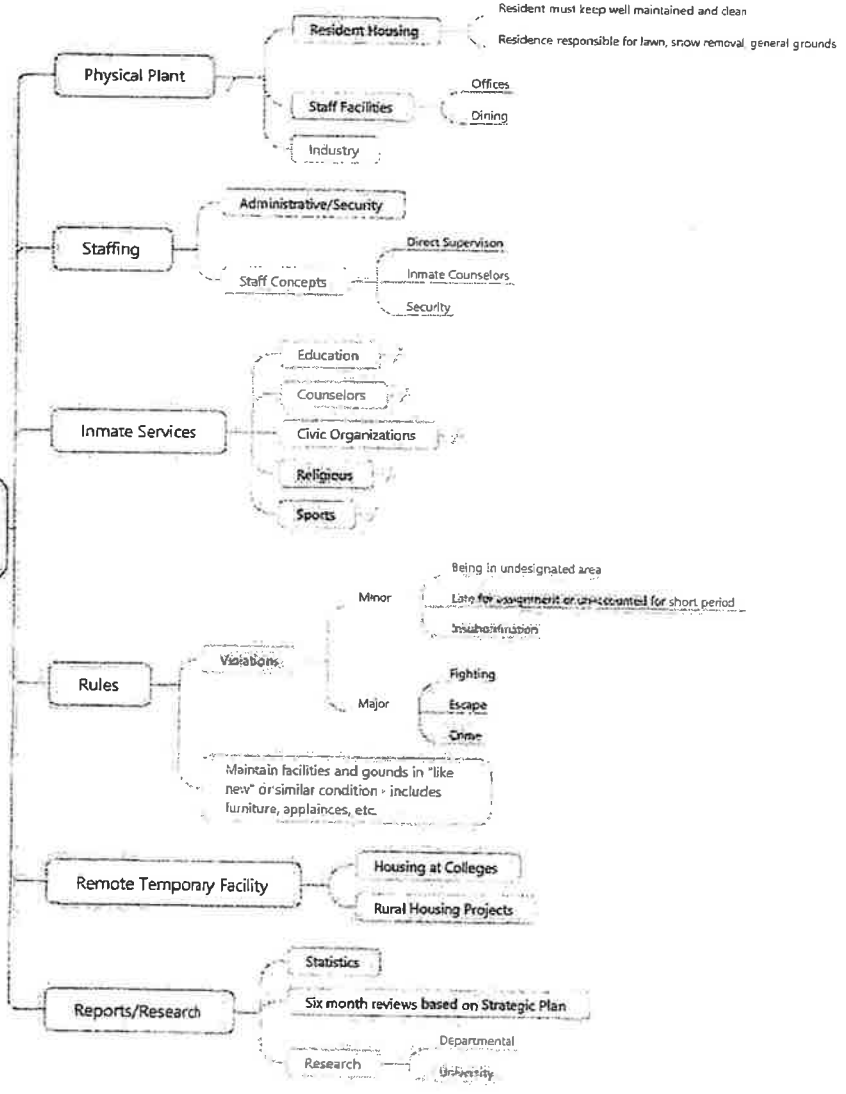 Physical Plant
Resident Housing
Resident must keep well maintained and clean
Residence responsible for lawn, snow removal, general grounds
Staff Facilities
Offices
Dining
Industry
Staffing
Administrative/Security
Staff Concepts
Direct Supervison
Inmate Counselors
Security
Inmate Services
Education
Counselors
Civic Organizations
Religious
Sports
Rules
Violations
Minor
Being in undesignated area
Late for assignment or unaccounted for short period
Insubordination
Major
Fighting
Escape
Crime
Maintain facilities and gounds in "like
new" or similar condition - includes
furniture, applainces, etc.
Remote Temporary Facility
Housing at Colleges
Rural Housing Projects
Reports/Research
Statistics
Six month reviews based on Strategic Plan
Research
Departmental
University